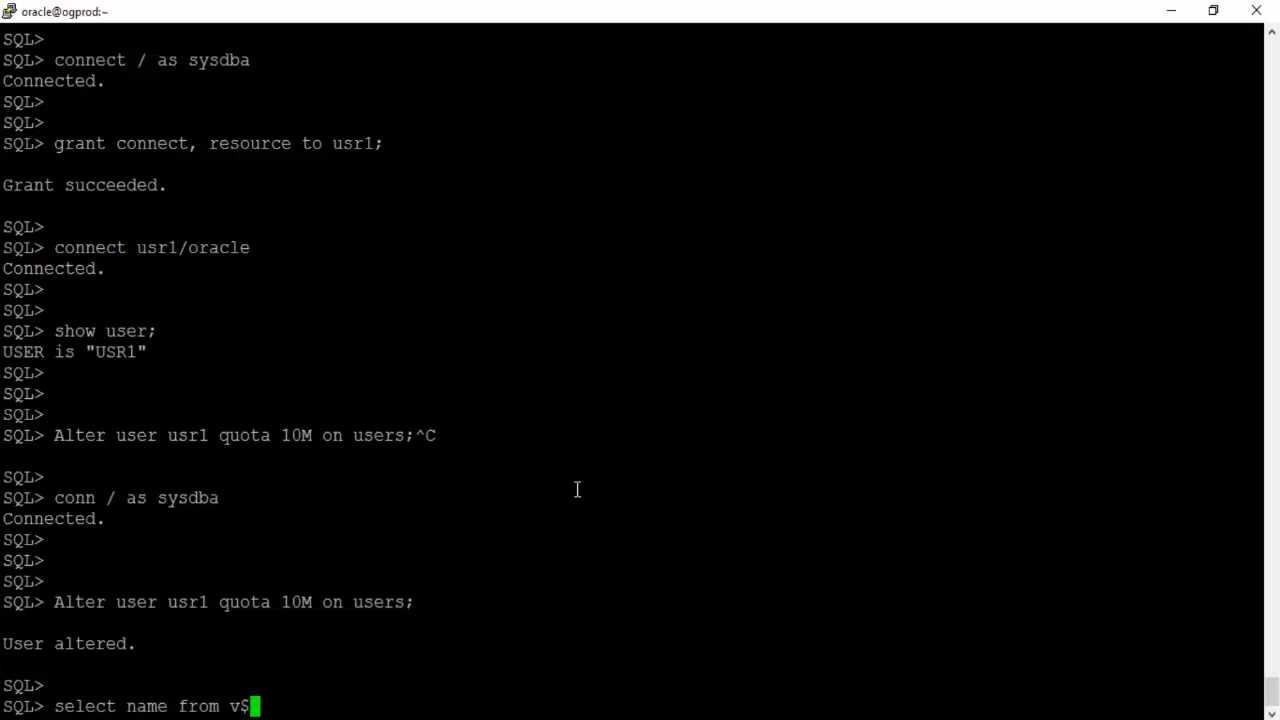 oracle@ogprod:~
SQL>
SQL> connect / as sysdba
Connected.
SQL>
SQL>
SQL> grant connect, resource to usr1;
Grant succeeded.
SQL>
SQL> connect usr1/oracle
Connected.
SQL>
SQL>
SQL> show user;
USER is "USR1"
SQL>
SQL>
SQL>
SQL> Alter user usr1 quota 10M on users;^C
SQL>
SQL> conn / as sysdba
Connected.
SQL>
SQL>
SQL>
SQL> Alter user usr1 quota 10M on users;
User altered.
SQL>
SQL> select name from v$